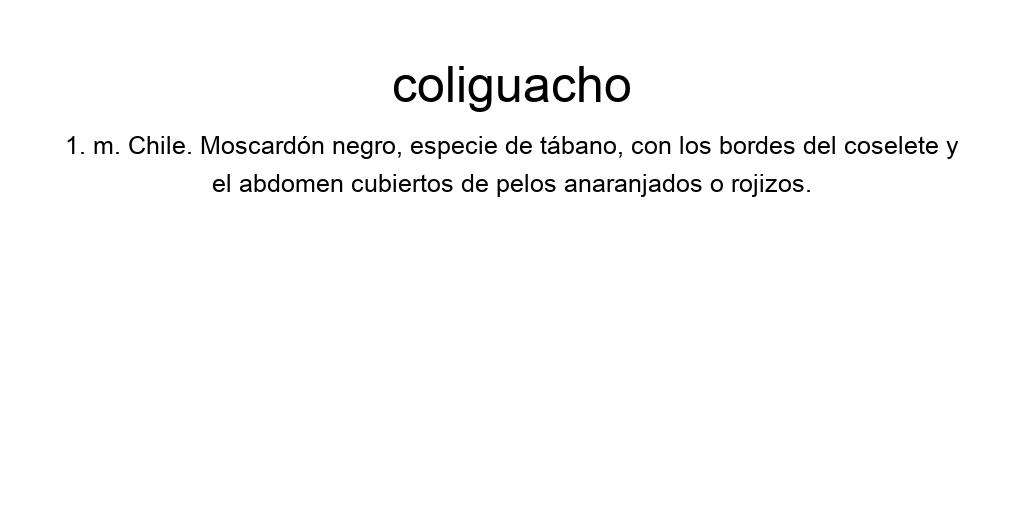 coliguacho
1. m. Chile. Moscardón negro, especie de tábano, con los bordes del coselete y
el abdomen cubiertos de pelos anaranjados o rojizos.